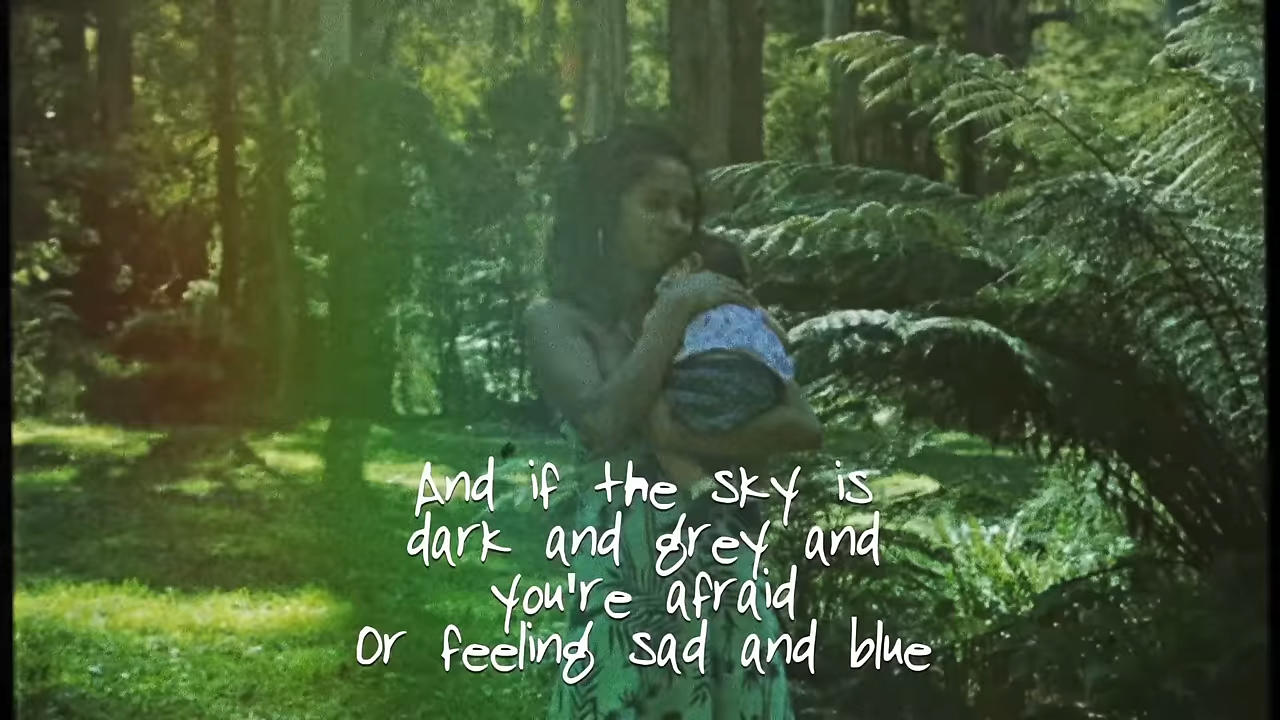 And if the sky is
dark and grey and
you're afraid
Or feeling sad and blue